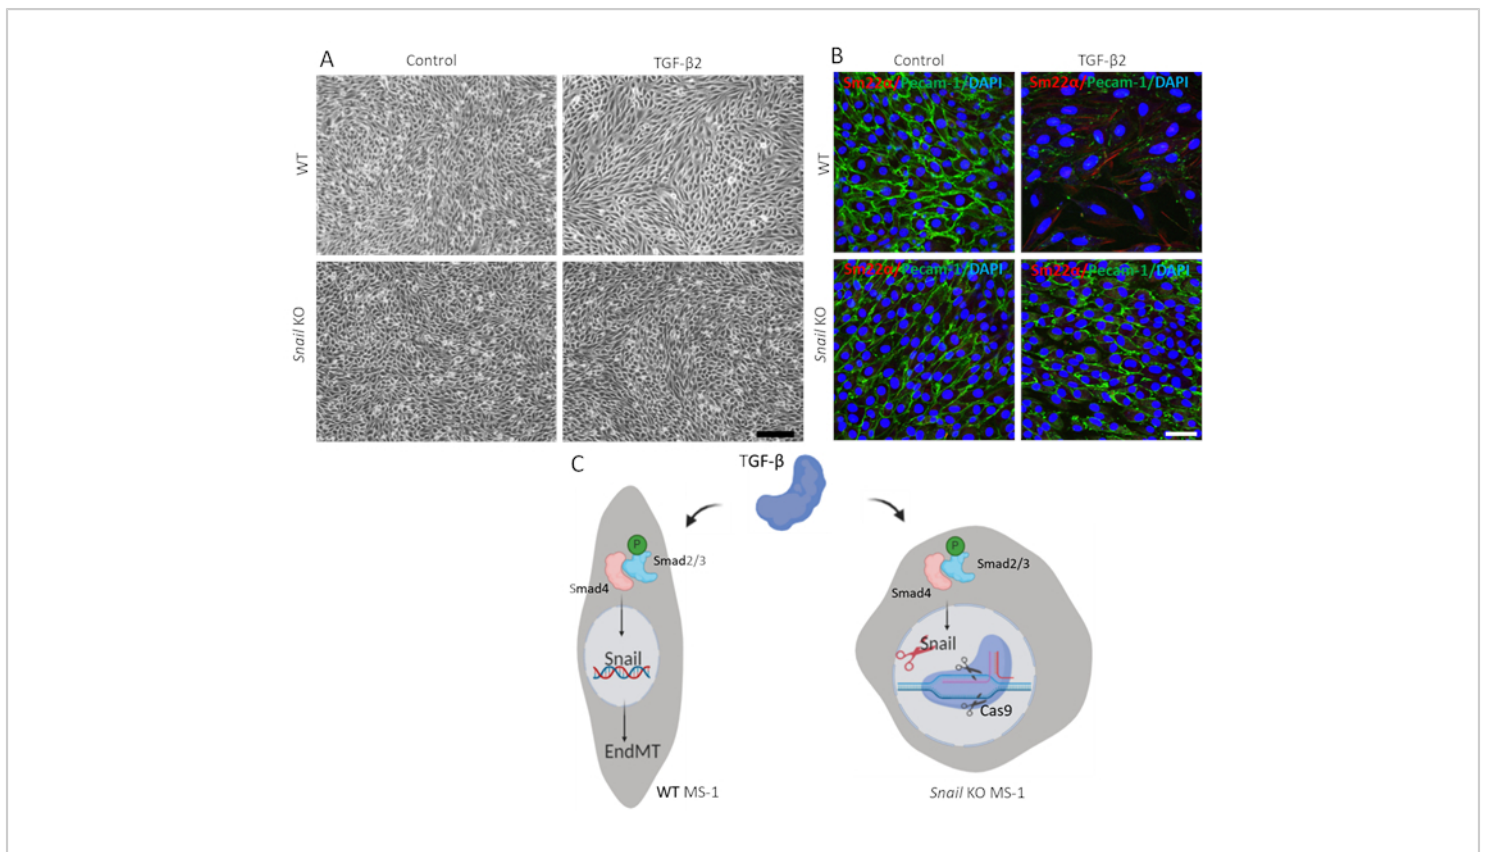 A
Control
TGF-β2
WT
Snail KO
B
Control
TGF-β2
WT
Snail KO
Sm22α/Pecam-1/DAPI
Sm22α/Pecam-1/DAPI
Sm22α/Pecam-1/DAPI
Sm22α/Pecam-1/DAPI
C
TGF-β
P
Smad2/3
Smad4
Snail
EndMT
WT MS-1
P
Smad2/3
Smad4
Snail
Cas9
Snail KO MS-1